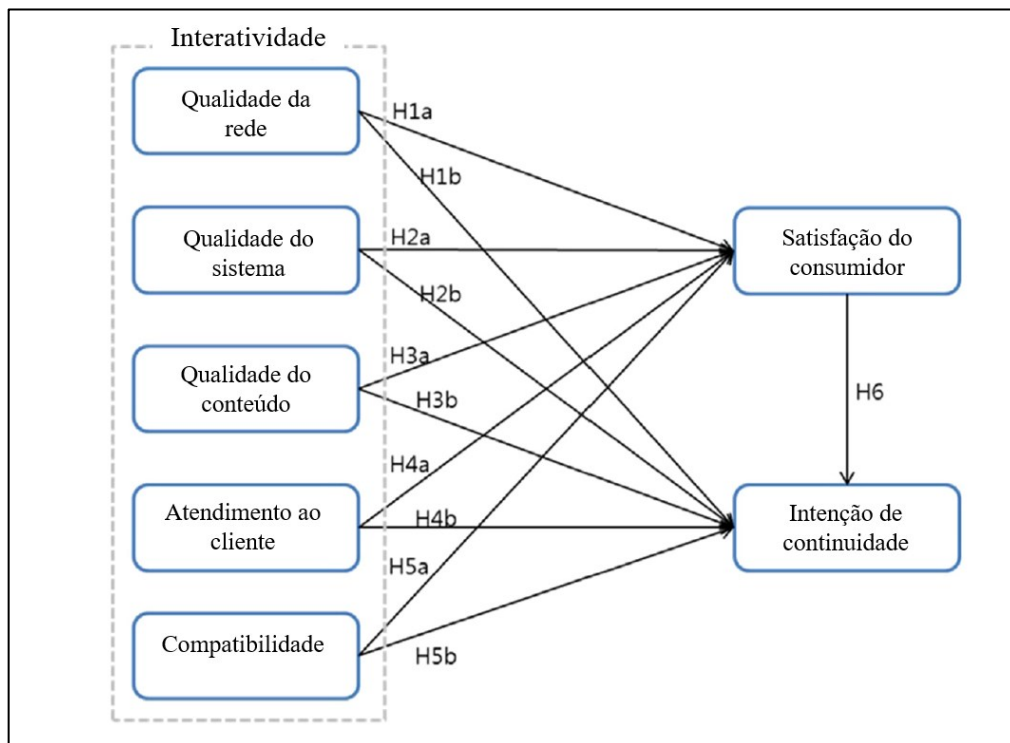 Interatividade
Qualidade da
rede
Qualidade do
sistema
Qualidade do
conteúdo
Atendimento ao
cliente
Compatibilidade
H1a
H1b
H2a
H2b
H3a
H3b
H4a
H4b
H5a
H5b
Satisfação do
consumidor
H6
Intenção de
continuidade